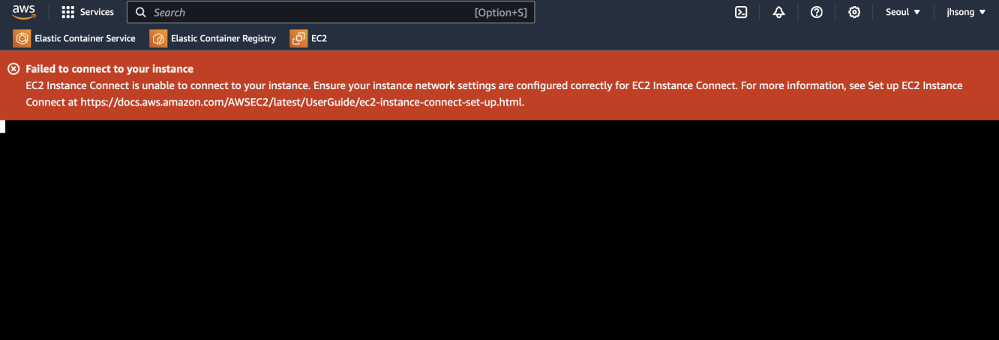 aws Services Search [Option+S] Seoul ▼ jhsong ▼
Elastic Container Service Elastic Container Registry EC2
Failed to connect to your instance
EC2 Instance Connect is unable to connect to your instance. Ensure your instance network settings are configured correctly for EC2 Instance Connect. For more information, see Set up EC2 Instance
Connect at https://docs.aws.amazon.com/AWSEC2/latest/UserGuide/ec2-instance-connect-set-up.html.